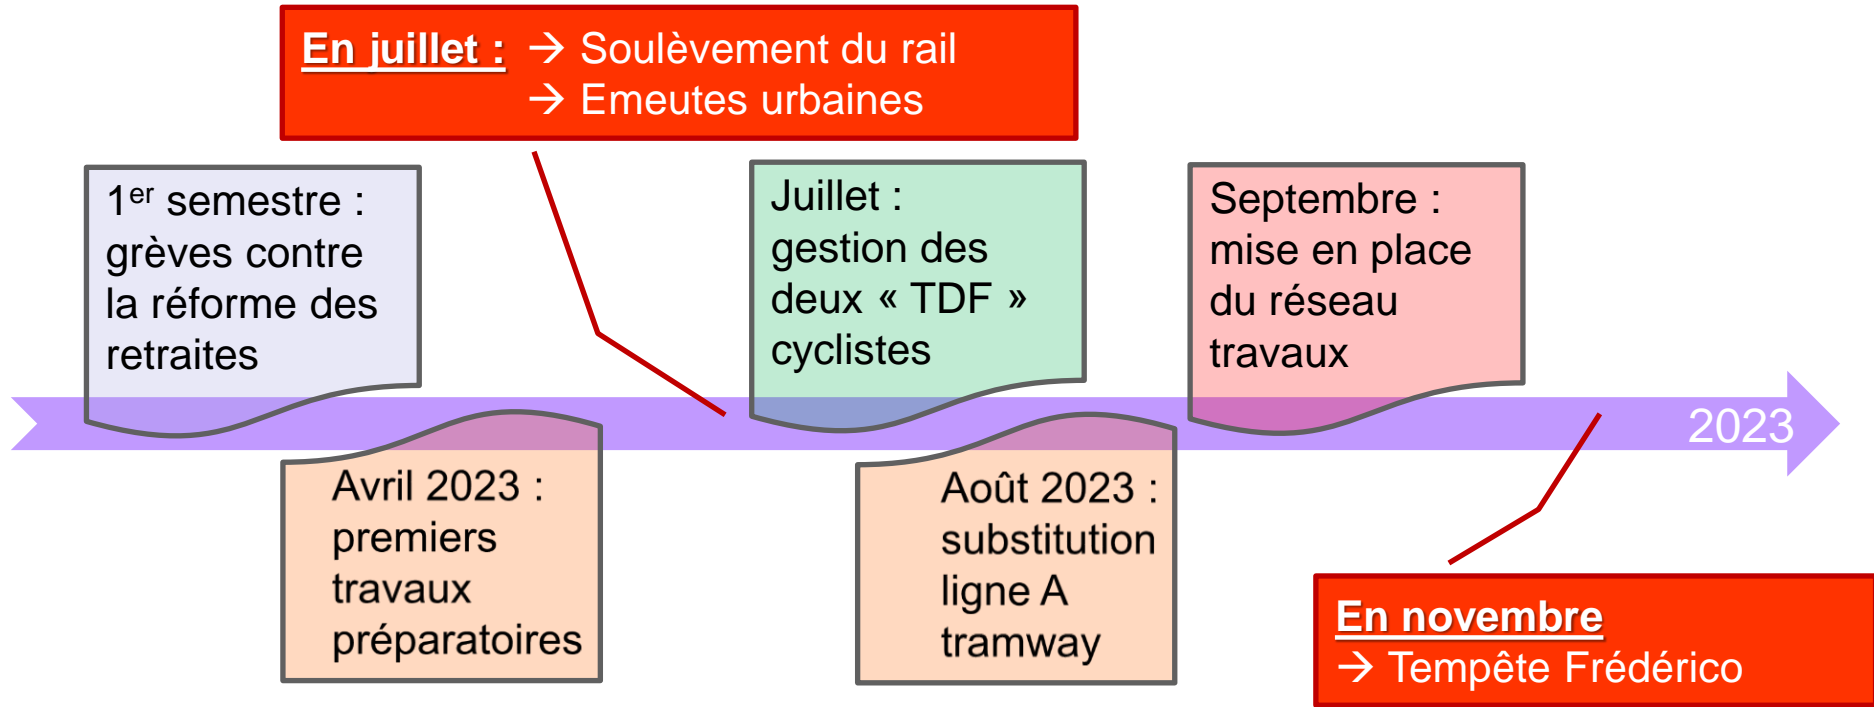 En juillet : → Soulèvement du rail
→ Emeutes urbaines
1er semestre :
grèves contre
la réforme des
retraites
Juillet :
gestion des
deux « TDF »
cyclistes
Septembre :
mise en place
du réseau
travaux
2023
Avril 2023 :
premiers
travaux
préparatoires
Août 2023 :
substitution
ligne A
tramway
En novembre
→ Tempête Frédérico